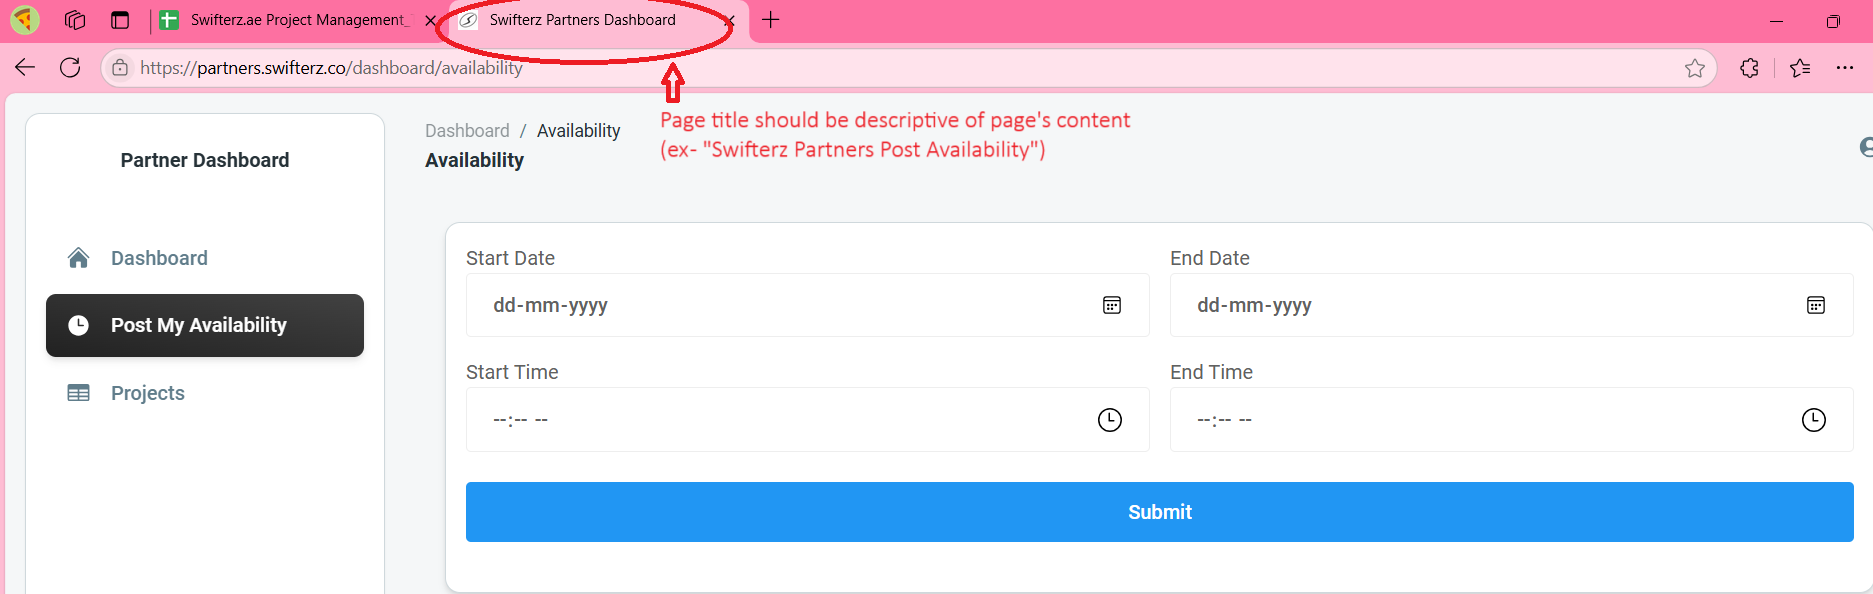 Swifterz.ae Project Management_
Swifterz Partners Dashboard
https://partners.swifterz.co/dashboard/availability
Page title should be descriptive of page's content
(ex- "Swifterz Partners Post Availability")
Dashboard / Availability
Availability
Partner Dashboard
Dashboard
Post My Availability
Projects
Start Date
End Date
dd-mm-yyyy
dd-mm-yyyy
Start Time
End Time
--:-- --
--:-- --
Submit